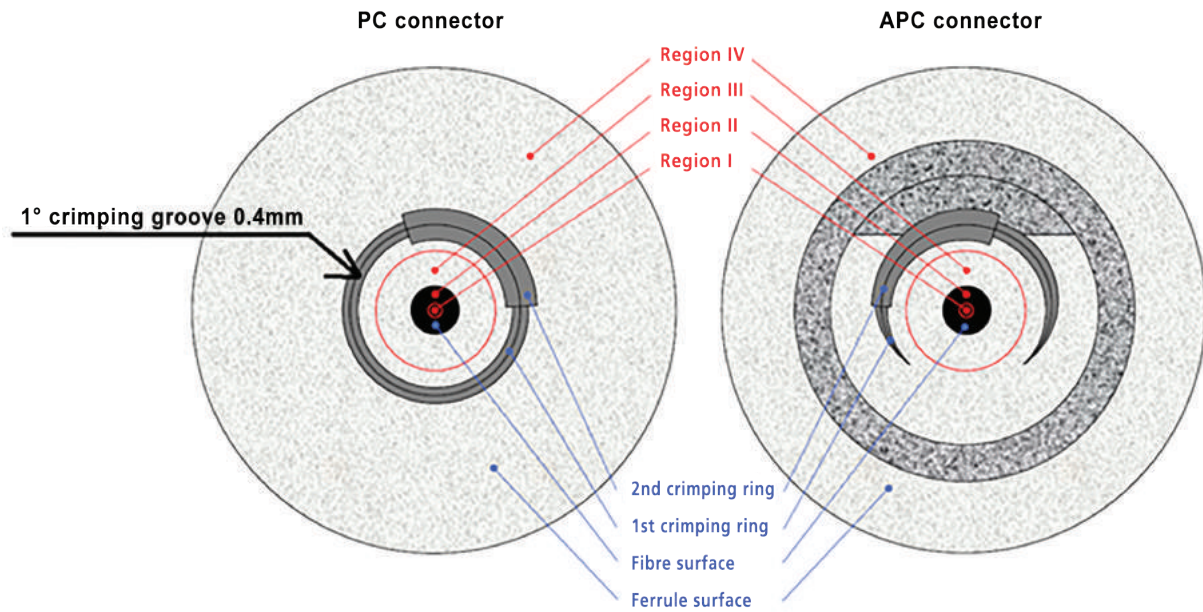 PC connector
APC connector
Region IV
Region III
Region II
Region I
1° crimping groove 0.4mm
2nd crimping ring
1st crimping ring
Fibre surface
Ferrule surface